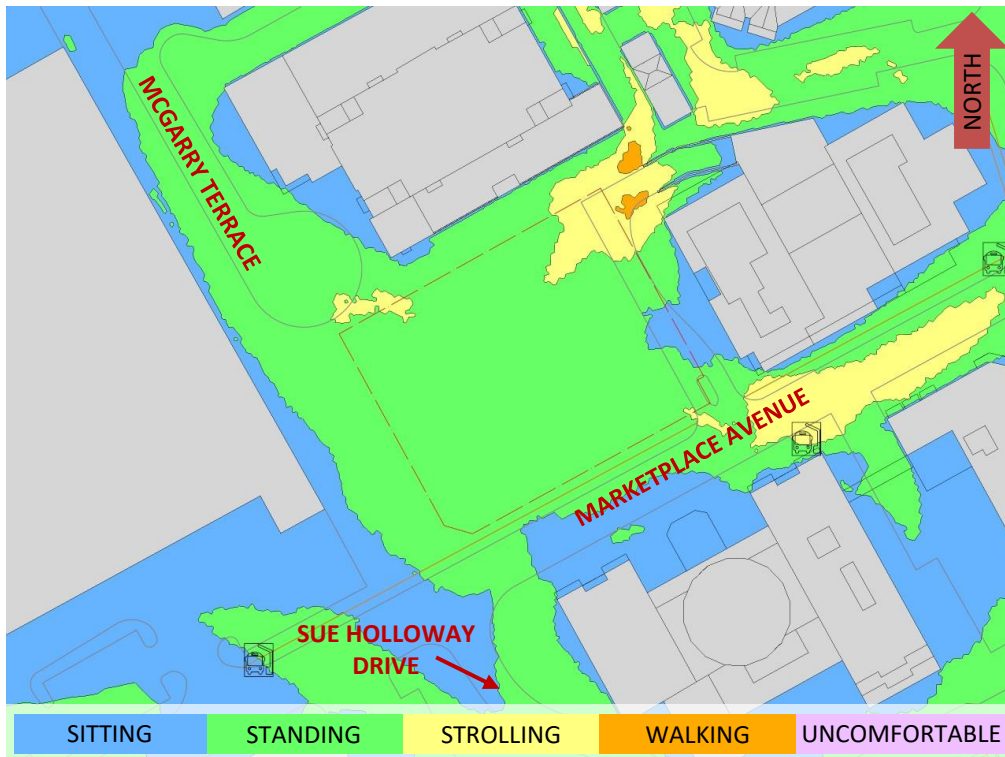 NORTH
MCGARRY TERRACE
MARKETPLACE AVENUE
SUE HOLLOWAY
DRIVE
SITTING STANDING STROLLING WALKING UNCOMFORTABLE